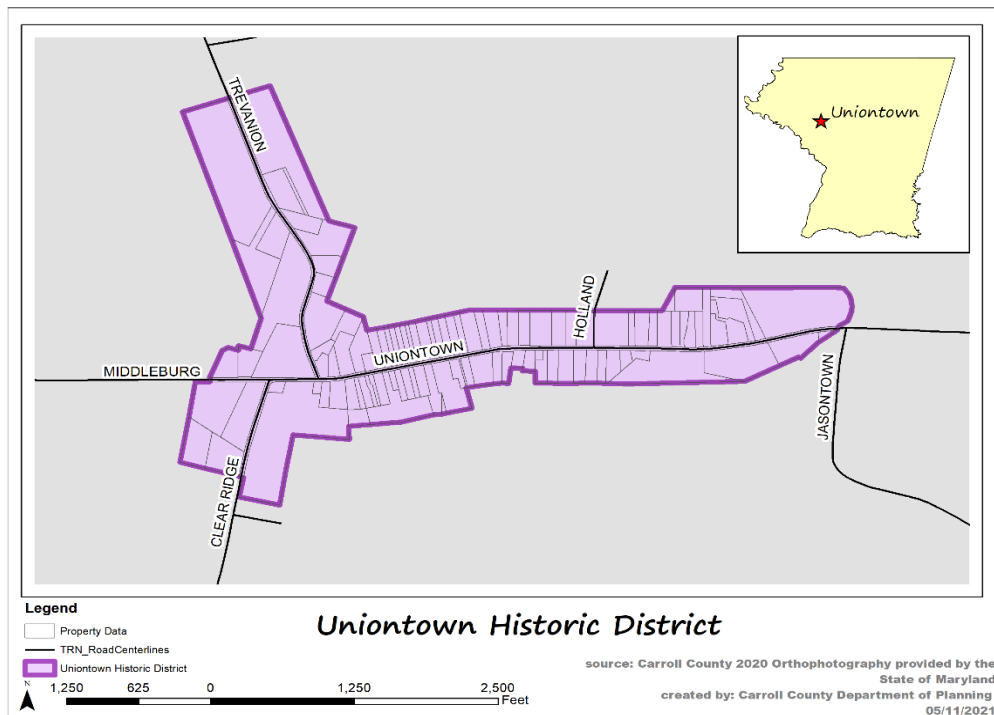 TREVANION
Uniontown
HOLLAND
UNIONTOWN
MIDDLEBURG
JASONTOWN
CLEAR RIDGE
Legend
Property Data
TRN_RoadCenterlines
Uniontown Historic District
Uniontown Historic District
N
1,250 625 0 1,250 2,500
Feet
source: Carroll County 2020 Orthophotography provided by the
State of Maryland
created by: Carroll County Department of Planning
05/11/2021